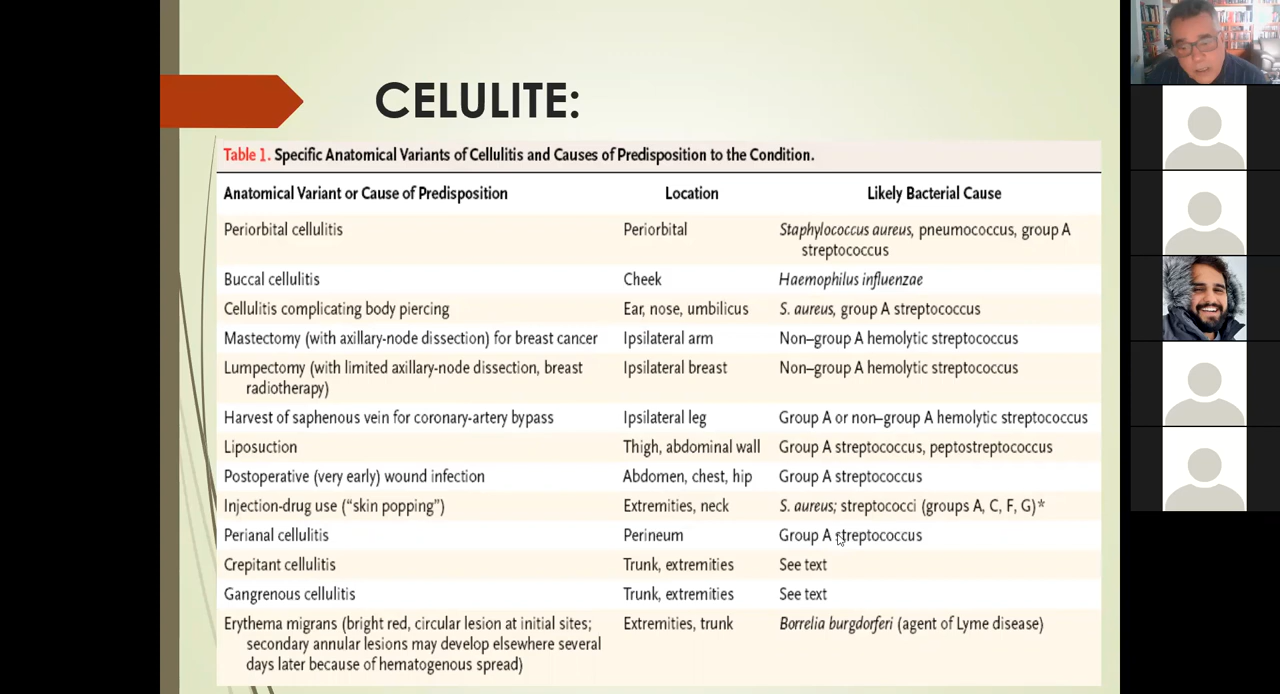 CELULITE:
Table 1. Specific Anatomical Variants of Cellulitis and Causes of Predisposition to the Condition.
Anatomical Variant or Cause of Predisposition Location Likely Bacterial Cause
Periorbital cellulitis Periorbital Staphylococcus aureus, pneumococcus, group A
streptococcus
Buccal cellulitis Cheek Haemophilus influenzae
Cellulitis complicating body piercing Ear, nose, umbilicus S. aureus, group A streptococcus
Mastectomy (with axillary-node dissection) for breast cancer Ipsilateral arm Non–group A hemolytic streptococcus
Lumpectomy (with limited axillary-node dissection, breast Ipsilateral breast Non–group A hemolytic streptococcus
radiotherapy)
Harvest of saphenous vein for coronary-artery bypass Ipsilateral leg Group A or non–group A hemolytic streptococcus
Liposuction Thigh, abdominal wall Group A streptococcus, peptostreptococcus
Postoperative (very early) wound infection Abdomen, chest, hip Group A streptococcus
Injection-drug use (“skin popping”) Extremities, neck S. aureus; streptococci (groups A, C, F, G)*
Perianal cellulitis Perineum Group A streptococcus
Crepitant cellulitis Trunk, extremities See text
Gangrenous cellulitis Trunk, extremities See text
Erythema migrans (bright red, circular lesion at initial sites; Extremities, trunk Borrelia burgdorferi (agent of Lyme disease)
secondary annular lesions may develop elsewhere several
days later because of hematogenous spread)